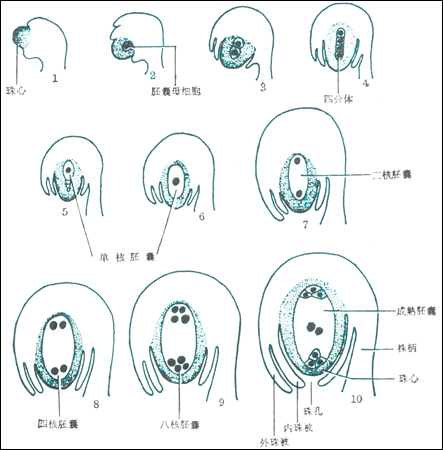 珠心
1
2
胚囊母细胞
3
4
四分体
5
6
单核胚囊
7
二核胚囊
8
四核胚囊
9
八核胚囊
10
成熟胚囊
株柄
珠心
珠孔
内珠被
外珠被